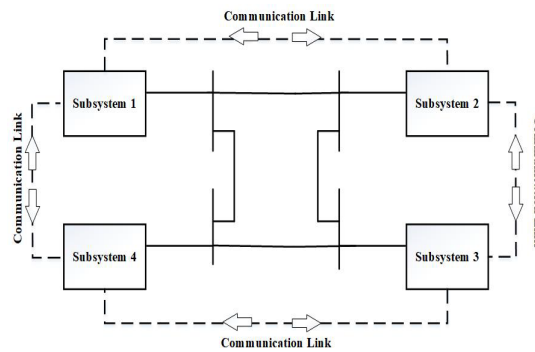 Communication Link
Subsystem 1
Subsystem 2
Communication Link
Subsystem 4
Subsystem 3
Communication Link